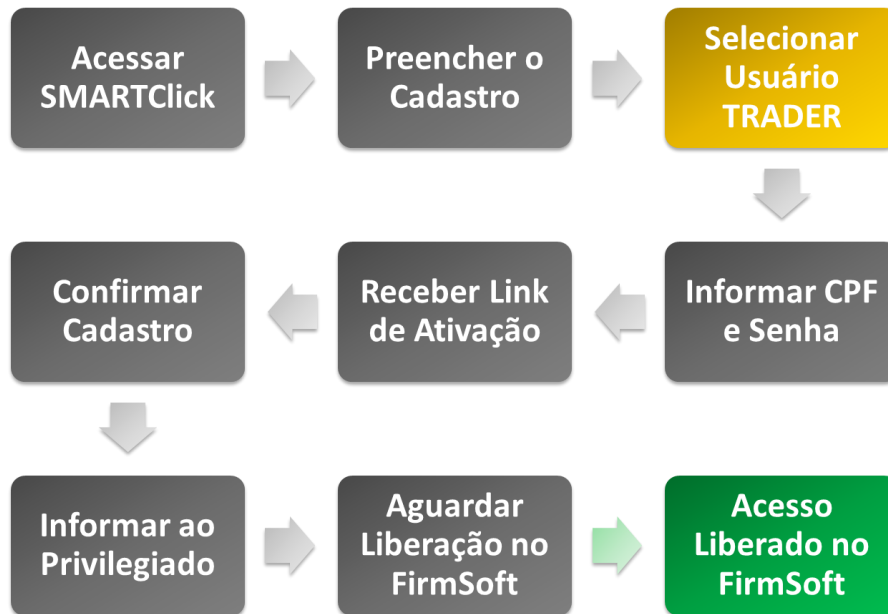 Acessar
SMARTClick
Preencher o
Cadastro
Selecionar
Usuário
TRADER
Informar CPF
e Senha
Receber Link
de Ativação
Confirmar
Cadastro
Informar ao
Privilegiado
Aguardar
Liberação no
FirmSoft
Acesso
Liberado no
FirmSoft